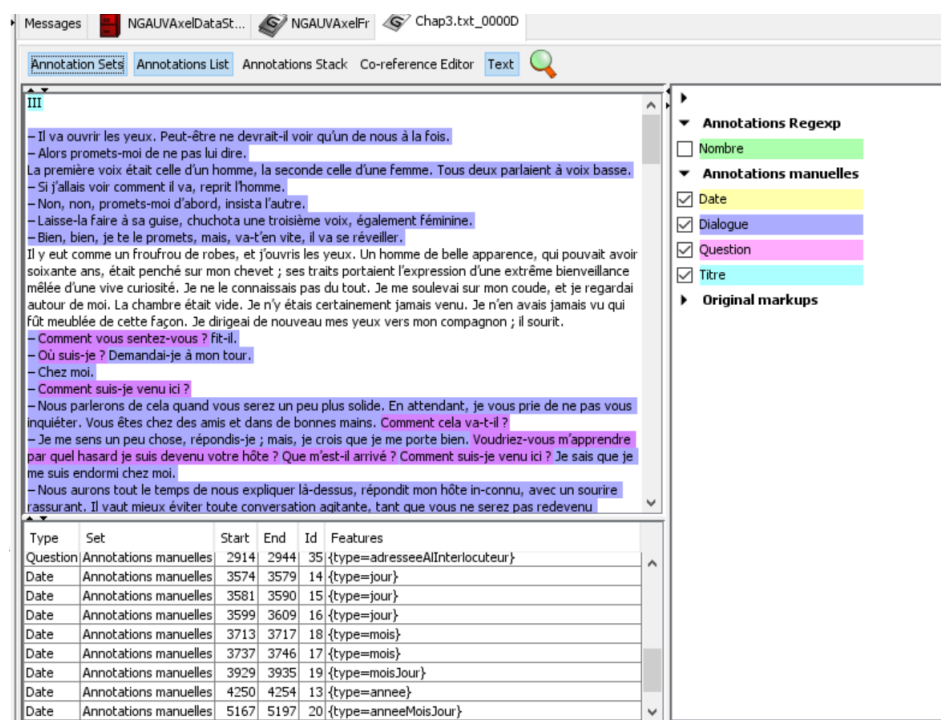 Messages NGAUVAxelDataSt... NGAUVAxelFr Chap3.txt_0000D
Annotation Sets Annotations List Annotations Stack Co-reference Editor Text
III
– Il va ouvrir les yeux. Peut-être ne devrait-il voir qu'un de nous à la fois.
– Alors promets-moi de ne pas lui dire.
La première voix était celle d'un homme, la seconde celle d'une femme. Tous deux parlaient à voix basse.
– Si j'allais voir comment il va, reprit l'homme.
– Non, non, promets-moi d'abord, insista l'autre.
– Laisse-la faire à sa guise, chuchota une troisième voix, également féminine.
– Bien, bien, je te le promets, mais, va-t'en vite, il va se réveiller.
Il y eut comme un froufrou de robes, et j'ouvris les yeux. Un homme de belle apparence, qui pouvait avoir
soixante ans, était penché sur mon chevet ; ses traits portaient l'expression d'une extrême bienveillance
mêlée d'une vive curiosité. Je ne le connaissais pas du tout. Je me soulevai sur mon coude, et je regardai
autour de moi. La chambre était vide. Je n'y étais certainement jamais venu. Je n'en avais jamais vu qui
fût meublée de cette façon. Je dirigeai de nouveau mes yeux vers mon compagnon ; il sourit.
– Comment vous sentez-vous ? fit-il.
– Où suis-je ? Demandai-je à mon tour.
– Chez moi.
– Comment suis-je venu ici ?
– Nous parlerons de cela quand vous serez un peu plus solide. En attendant, je vous prie de ne pas vous
inquiéter. Vous êtes chez des amis et dans de bonnes mains. Comment cela va-t-il ?
– Je me sens un peu chose, répondis-je ; mais, je crois que je me porte bien. Voudriez-vous m'apprendre
par quel hasard je suis devenu votre hôte ? Que m'est-il arrivé ? Comment suis-je venu ici ? Je sais que je
me suis endormi chez moi.
– Nous aurons tout le temps de nous expliquer là-dessus, répondit mon hôte in-connu, avec un sourire
rassurant. Il vaut mieux éviter toute conversation agitante, tant que vous ne serez pas redevenu
Annotations Regexp
Nombre
Annotations manuelles
Date
Dialogue
Question
Titre
Original markups
Type Set Start End Id Features
Question Annotations manuelles 2914 2944 35 {type=adresseeAlInterlocuteur}
Date Annotations manuelles 3574 3579 14 {type=jour}
Date Annotations manuelles 3581 3590 15 {type=jour}
Date Annotations manuelles 3599 3609 16 {type=jour}
Date Annotations manuelles 3713 3717 18 {type=mois}
Date Annotations manuelles 3737 3746 17 {type=mois}
Date Annotations manuelles 3929 3935 19 {type=moisJour}
Date Annotations manuelles 4250 4254 13 {type=annee}
Date Annotations manuelles 5167 5197 20 {type=anneeMoisJour}